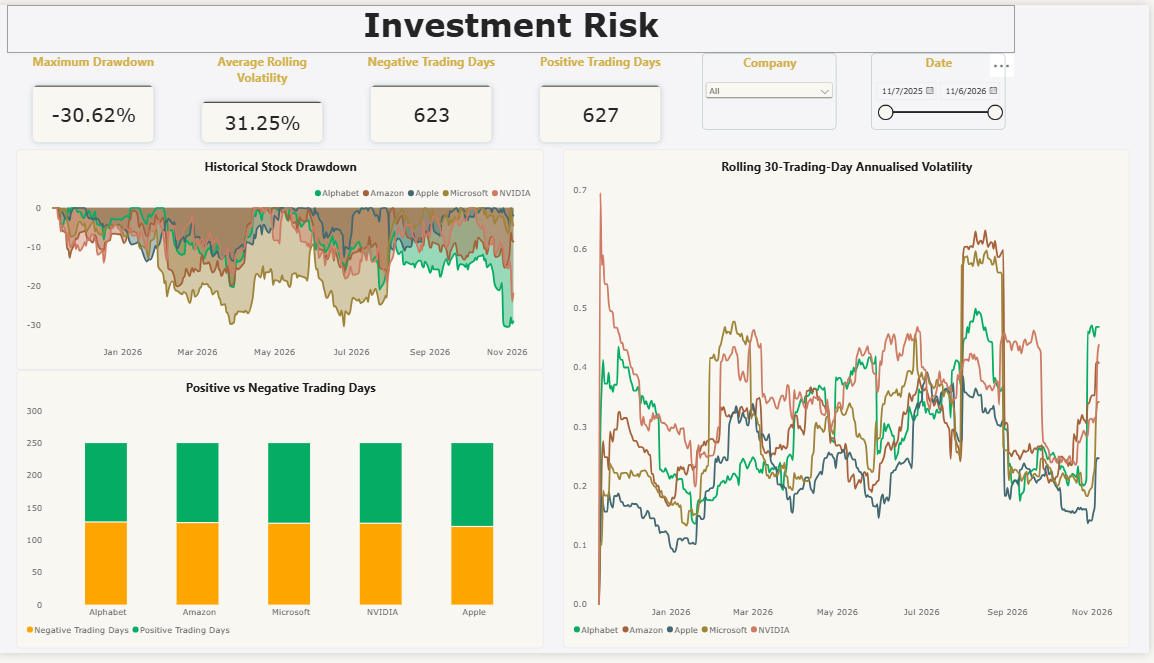 Investment Risk
Maximum Drawdown
-30.62%
Average Rolling
Volatility
31.25%
Negative Trading Days
623
Positive Trading Days
627
Company
All
Date
11/7/2025 11/6/2026
Historical Stock Drawdown
Alphabet Amazon Apple Microsoft NVIDIA
0
-10
-20
-30
Jan 2026 Mar 2026 May 2026 Jul 2026 Sep 2026 Nov 2026
Positive vs Negative Trading Days
300
250
200
150
100
50
0
Alphabet Amazon Microsoft NVIDIA Apple
Negative Trading Days Positive Trading Days
Rolling 30-Trading-Day Annualised Volatility
0.7
0.6
0.5
0.4
0.3
0.2
0.1
0.0
Jan 2026 Mar 2026 May 2026 Jul 2026 Sep 2026 Nov 2026
Alphabet Amazon Apple Microsoft NVIDIA